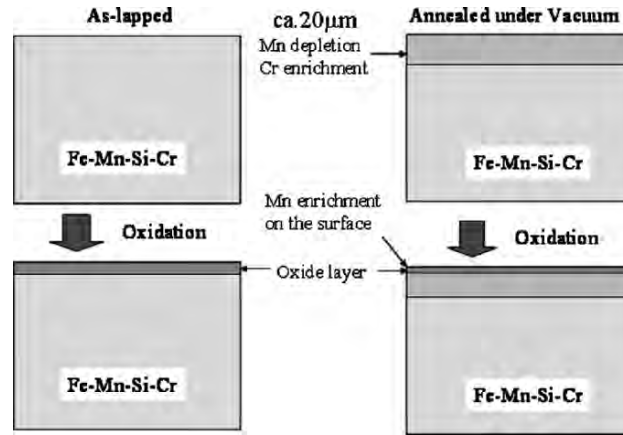 As-lapped
ca.20μm
Annealed under Vacuum
Mn depletion
Cr enrichment
Fe-Mn-Si-Cr
Fe-Mn-Si-Cr
Mn enrichment
on the surface
Oxidation
Oxidation
Oxide layer
Fe-Mn-Si-Cr
Fe-Mn-Si-Cr